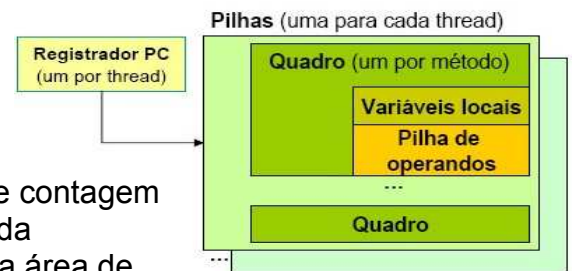 Pilhas (uma para cada thread)
Registrador PC
(um por thread)
Quadro (um por método)
Variáveis locais
Pilha de
operandos
...
Quadro
...
e contagem
da
a área de